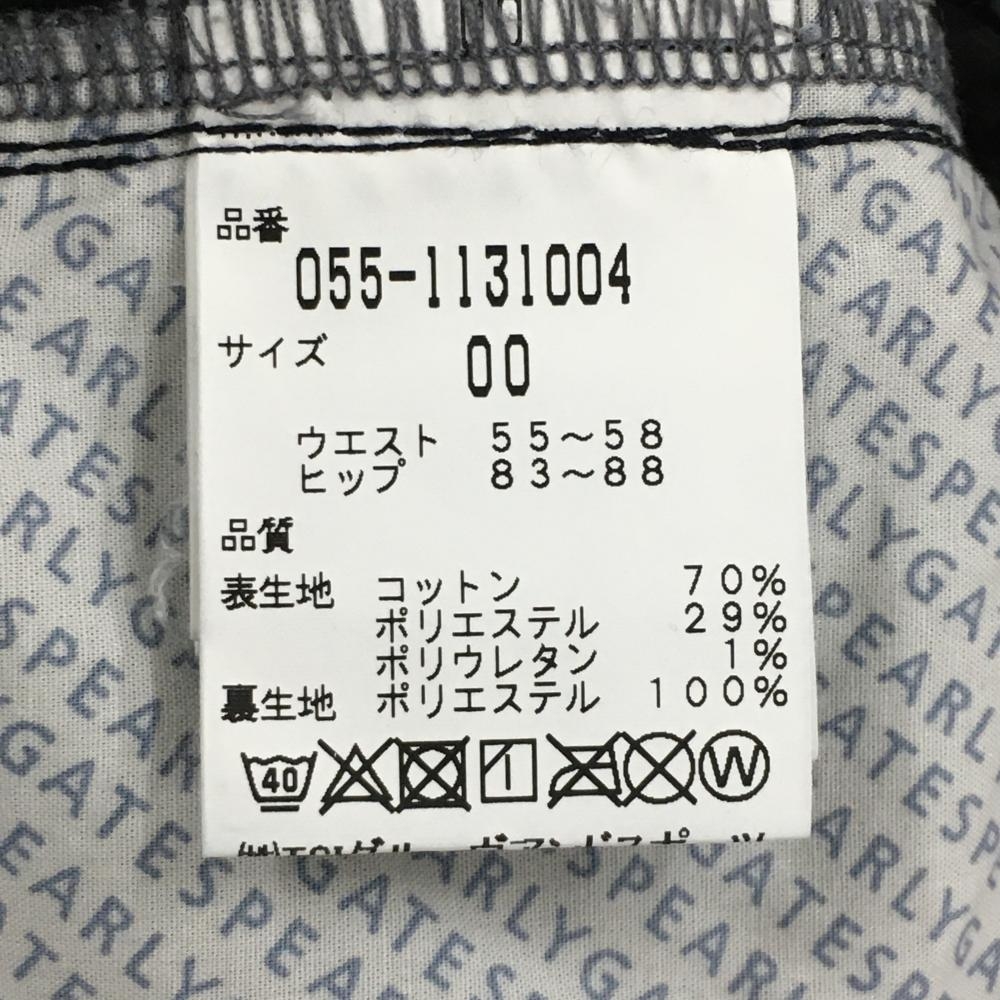 品番
055-1131004
サイズ 00
ウエスト 55～58
ヒップ 83～88
品質
表生地 コットン 70%
ポリエステル 29%
ポリウレタン 1%
裏生地 ポリエステル 100%
40
W
PEARLYGATES